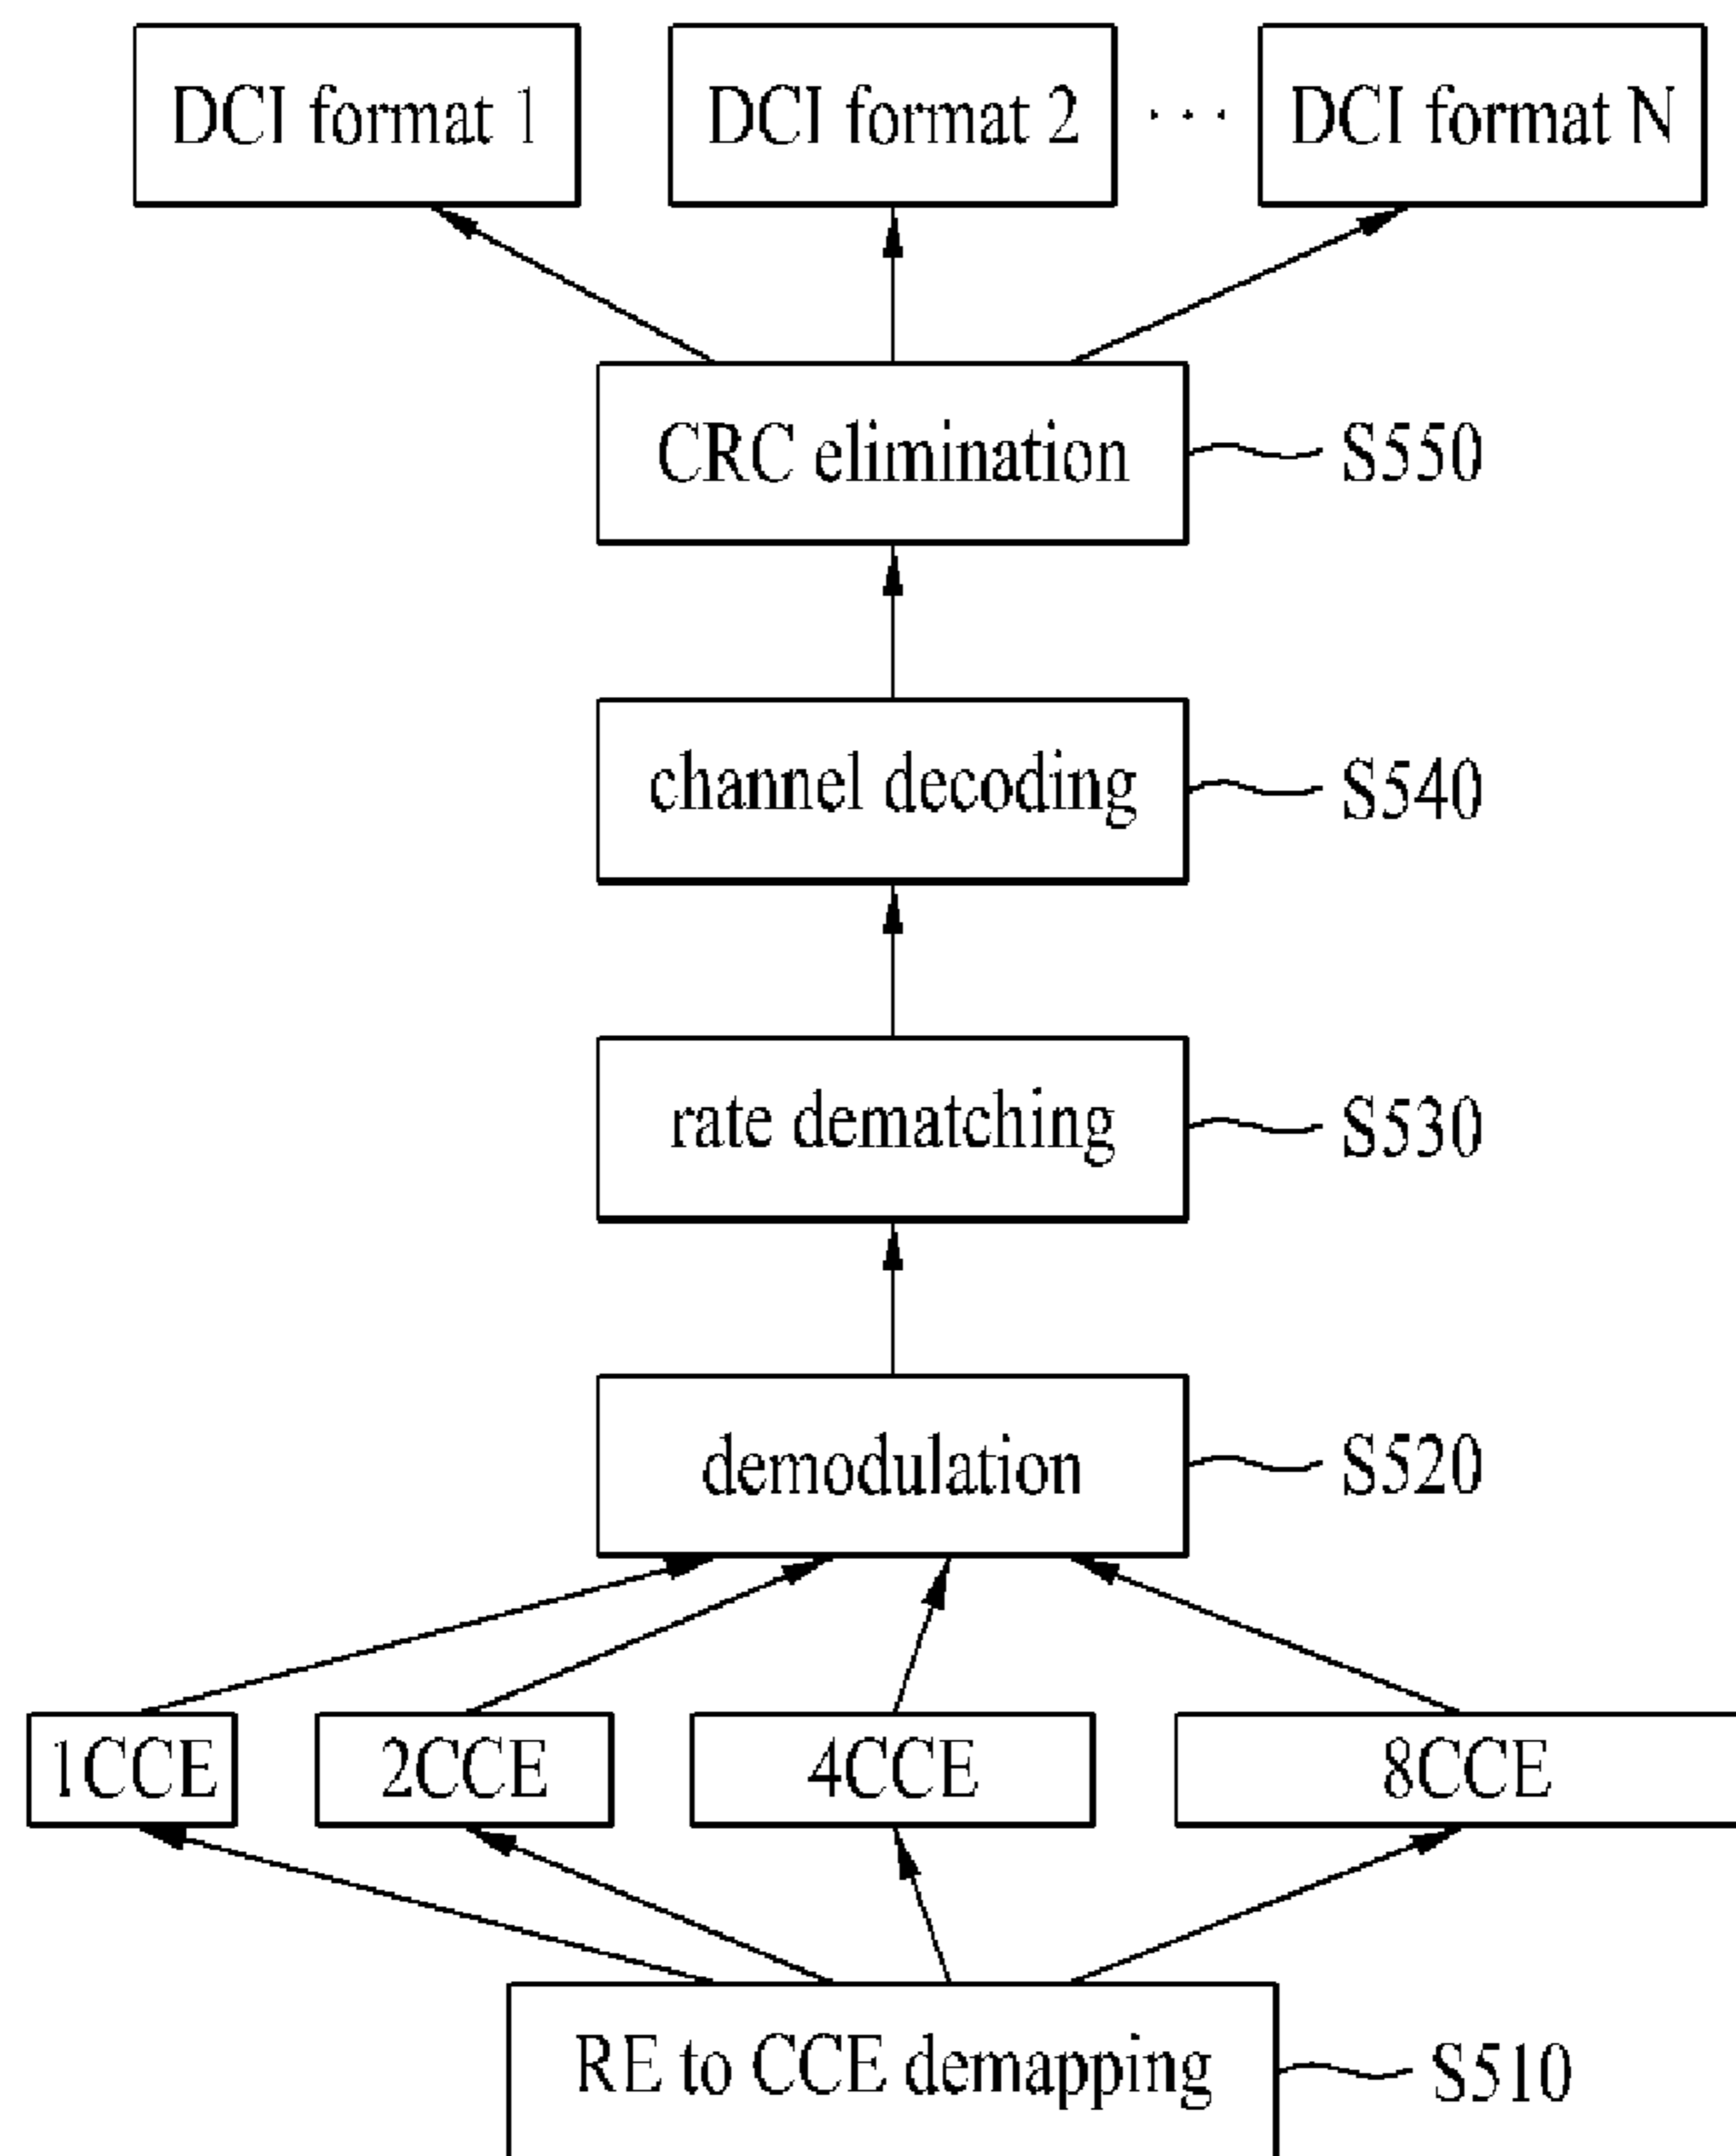 DCI format 1
DCI format 2
. . .
DCI format N
CRC elimination
S550
channel decoding
S540
rate dematching
S530
demodulation
S520
1CCE
2CCE
4CCE
8CCE
RE to CCE demapping
S510